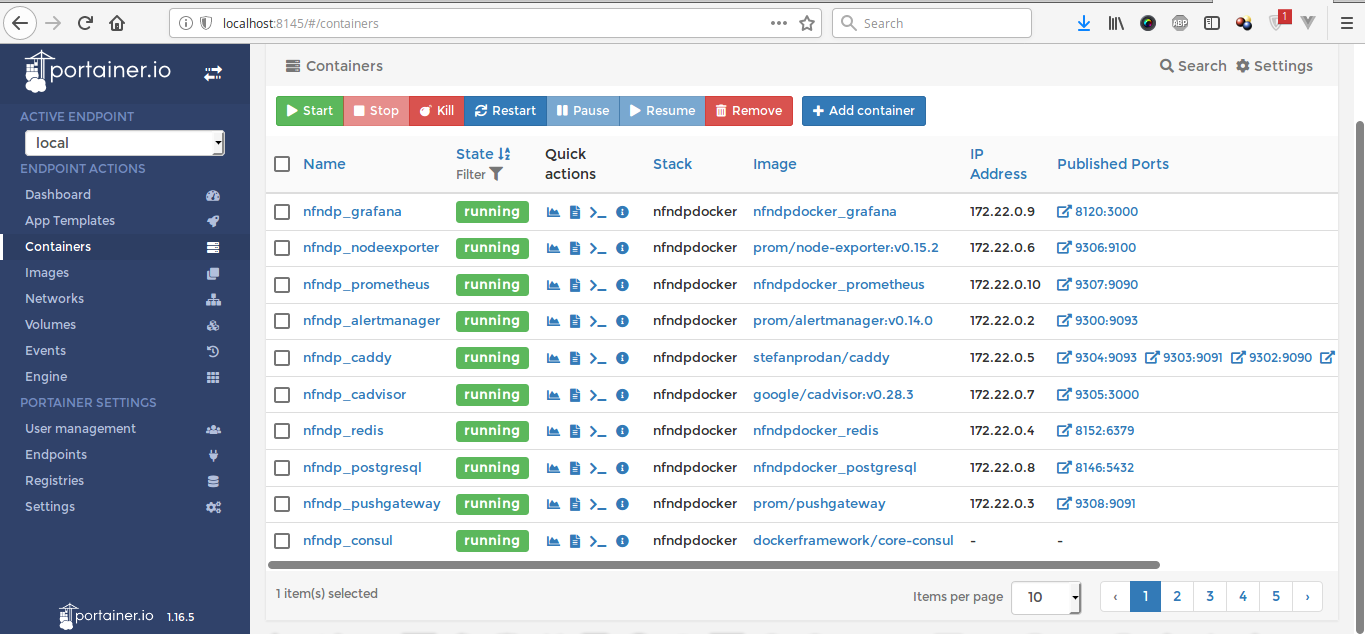 localhost:8145/#/containers
Search
ABP
1
portainer.io
ACTIVE ENDPOINT
local
ENDPOINT ACTIONS
Dashboard
App Templates
Containers
Images
Networks
Volumes
Events
Engine
PORTAINER SETTINGS
User management
Endpoints
Registries
Settings
portainer.io 1.16.5
Containers
Search Settings
Start Stop Kill Restart Pause Resume Remove Add container
Name State Filter Quick actions Stack Image IP Address Published Ports
nfndp_grafana running nfndpdocker nfndpdocker_grafana 172.22.0.9 8120:3000
nfndp_nodeexporter running nfndpdocker prom/node-exporter:v0.15.2 172.22.0.6 9306:9100
nfndp_prometheus running nfndpdocker nfndpdocker_prometheus 172.22.0.10 9307:9090
nfndp_alertmanager running nfndpdocker prom/alertmanager:v0.14.0 172.22.0.2 9300:9093
nfndp_caddy running nfndpdocker stefanprodan/caddy 172.22.0.5 9304:9093 9303:9091 9302:9090
nfndp_cadvisor running nfndpdocker google/cadvisor:v0.28.3 172.22.0.7 9305:3000
nfndp_redis running nfndpdocker nfndpdocker_redis 172.22.0.4 8152:6379
nfndp_postgresql running nfndpdocker nfndpdocker_postgresql 172.22.0.8 8146:5432
nfndp_pushgateway running nfndpdocker prom/pushgateway 172.22.0.3 9308:9091
nfndp_consul running nfndpdocker dockerframework/core-consul - -
1 item(s) selected
Items per page 10 ‹ 1 2 3 4 5 ›